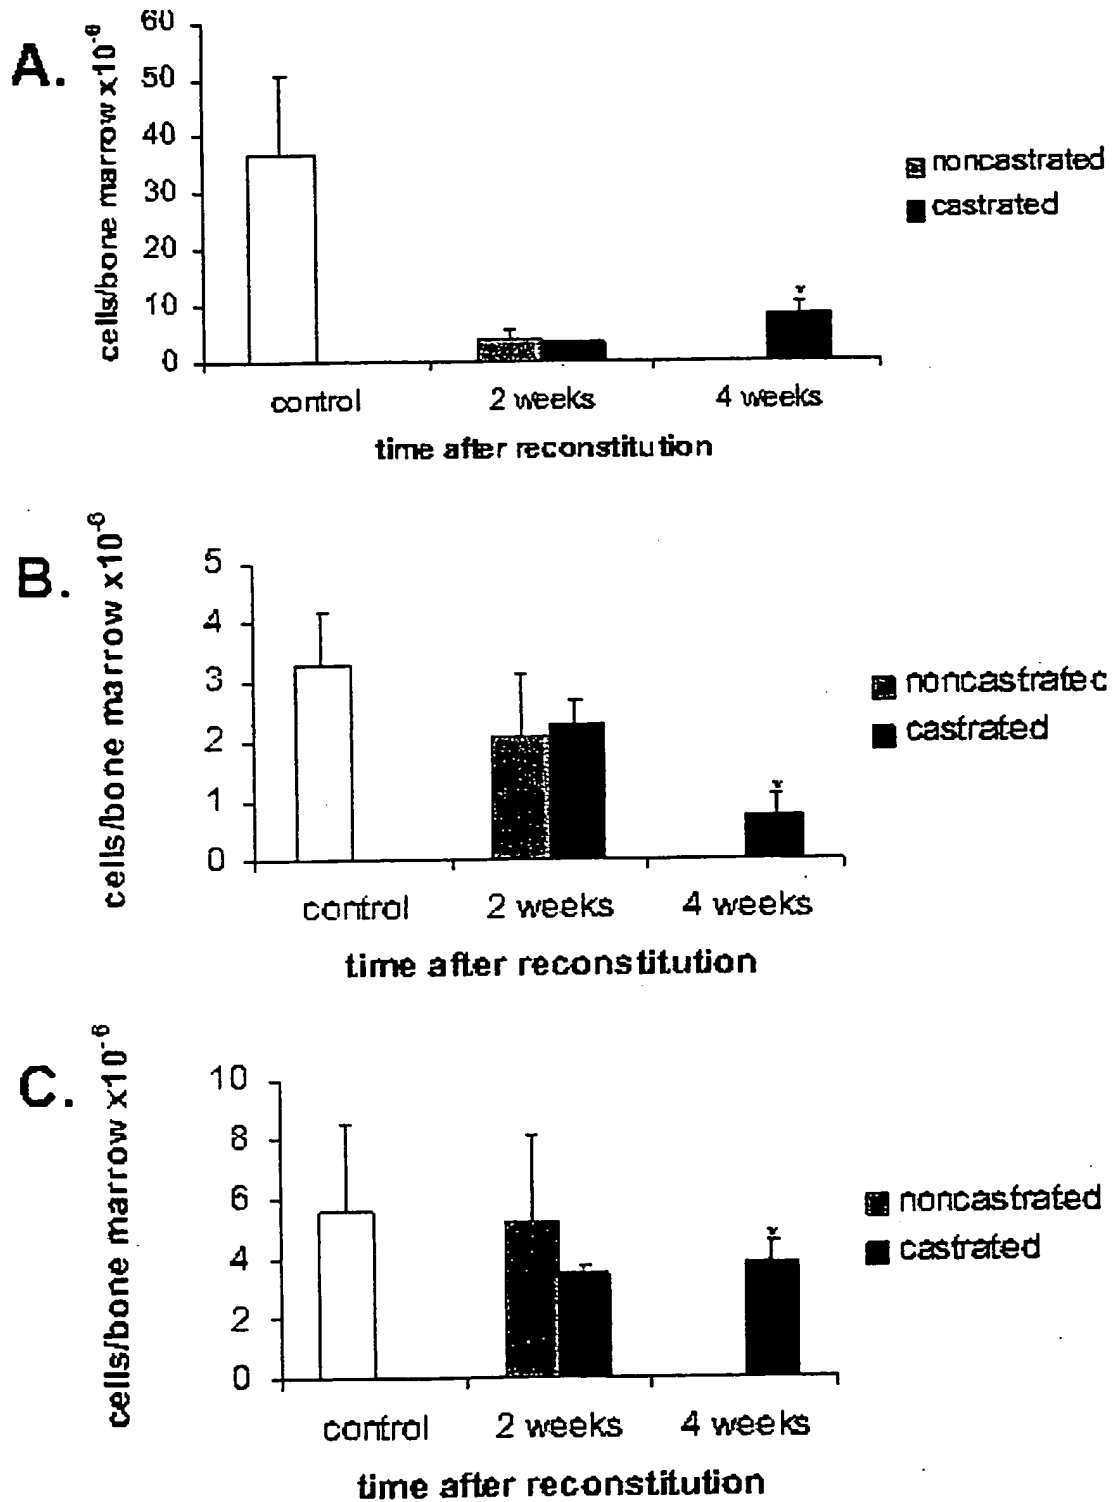 A.
cells/bone marrow x10⁻⁶
60
50
40
30
20
10
0
*
control
2 weeks
4 weeks
time after reconstitution
noncastrated
castrated
B.
cells/bone marrow x10⁻⁶
5
4
3
2
1
0
*
control
2 weeks
4 weeks
time after reconstitution
noncastrated
castrated
C.
cells/bone marrow x10⁻⁶
10
8
6
4
2
0
*
control
2 weeks
4 weeks
time after reconstitution
noncastrated
castrated